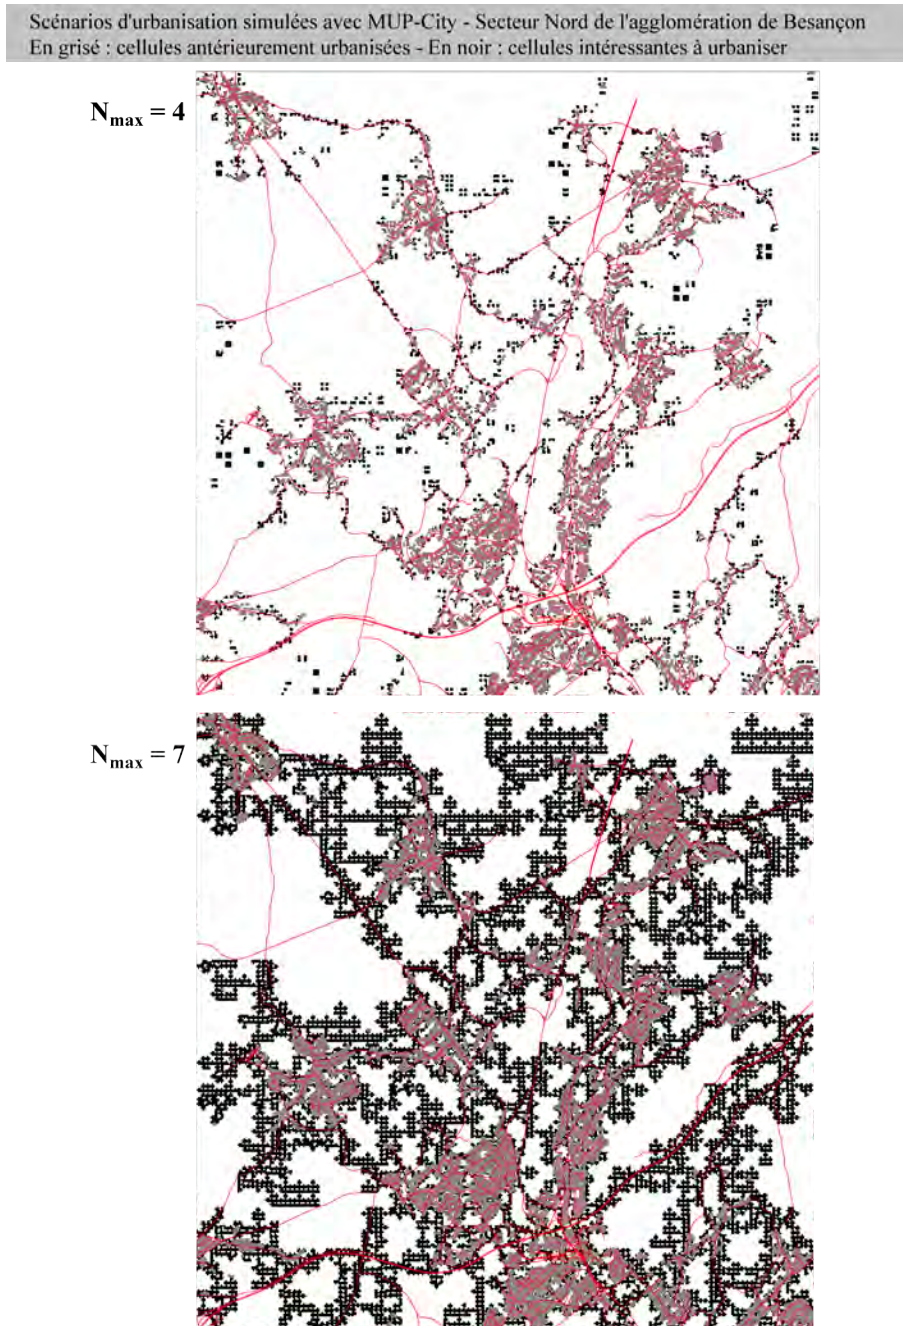 Scénarios d'urbanisation simulées avec MUP-City - Secteur Nord de l'agglomération de Besançon
En grisé : cellules antérieurement urbanisées - En noir : cellules intéressantes à urbaniser
Nmax = 4
Nmax = 7